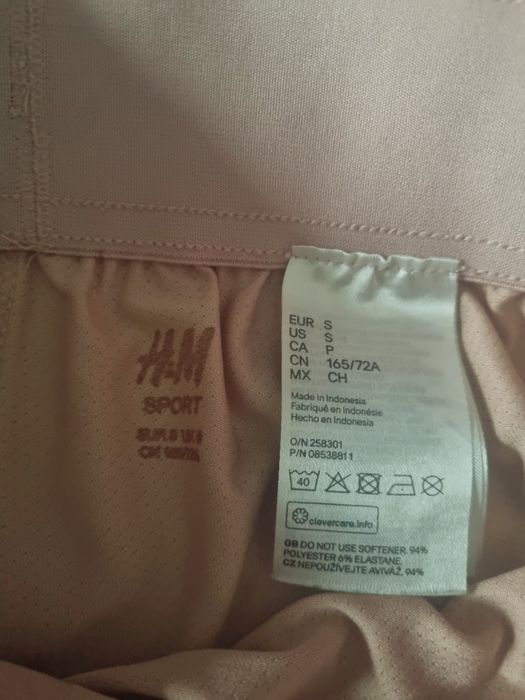 H&M
SPORT
EUR S
US S
CA P
CN 165/72A
MX CH
Made in Indonesia
Fabriqué en Indonésie
Hecho en Indonesia
O/N 258301
P/N 08538811
40
clevercare.info
GB DO NOT USE SOFTENER. 94%
POLYESTER 6% ELASTANE.
CZ NEPOUŽÍVEJTE AVIVÁŽ. 94%